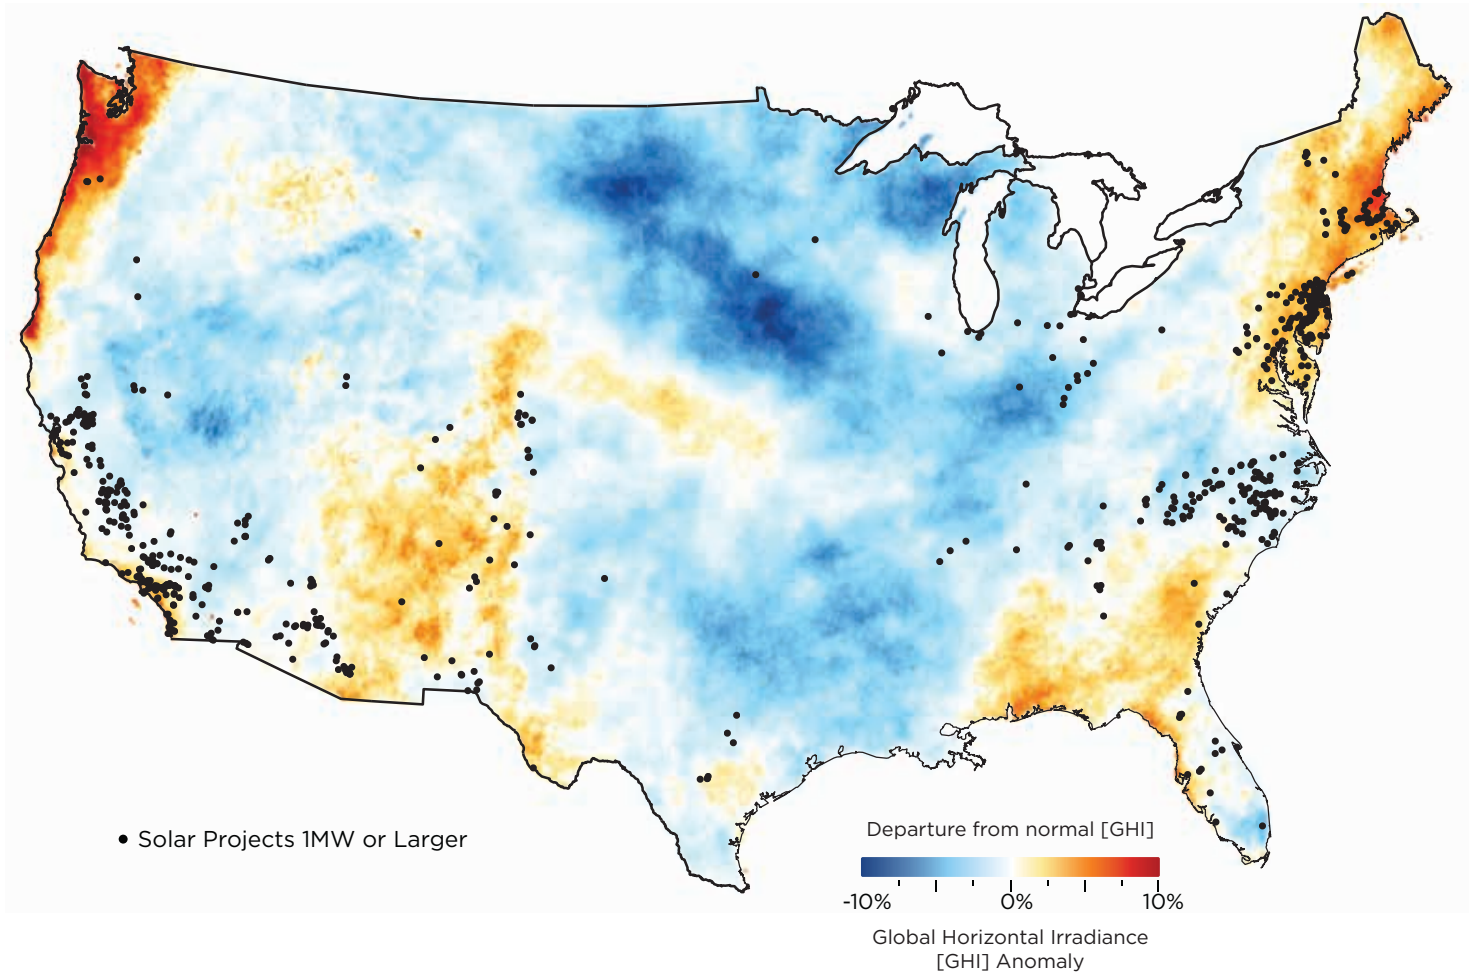 Solar Projects 1MW or Larger
Departure from normal [GHI]
-10% 0% 10%
Global Horizontal Irradiance
[GHI] Anomaly